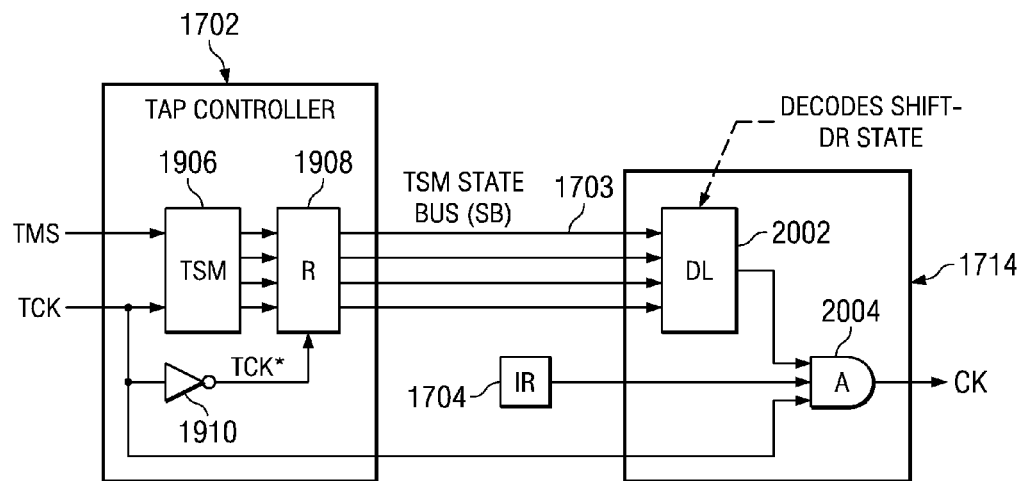 1702
TAP CONTROLLER
1906
1908
TMS
TCK
TSM
R
TCK*
1910
TSM STATE
BUS (SB)
1703
DECODES SHIFT-
DR STATE
DL
2002
1714
2004
A
CK
1704
IR